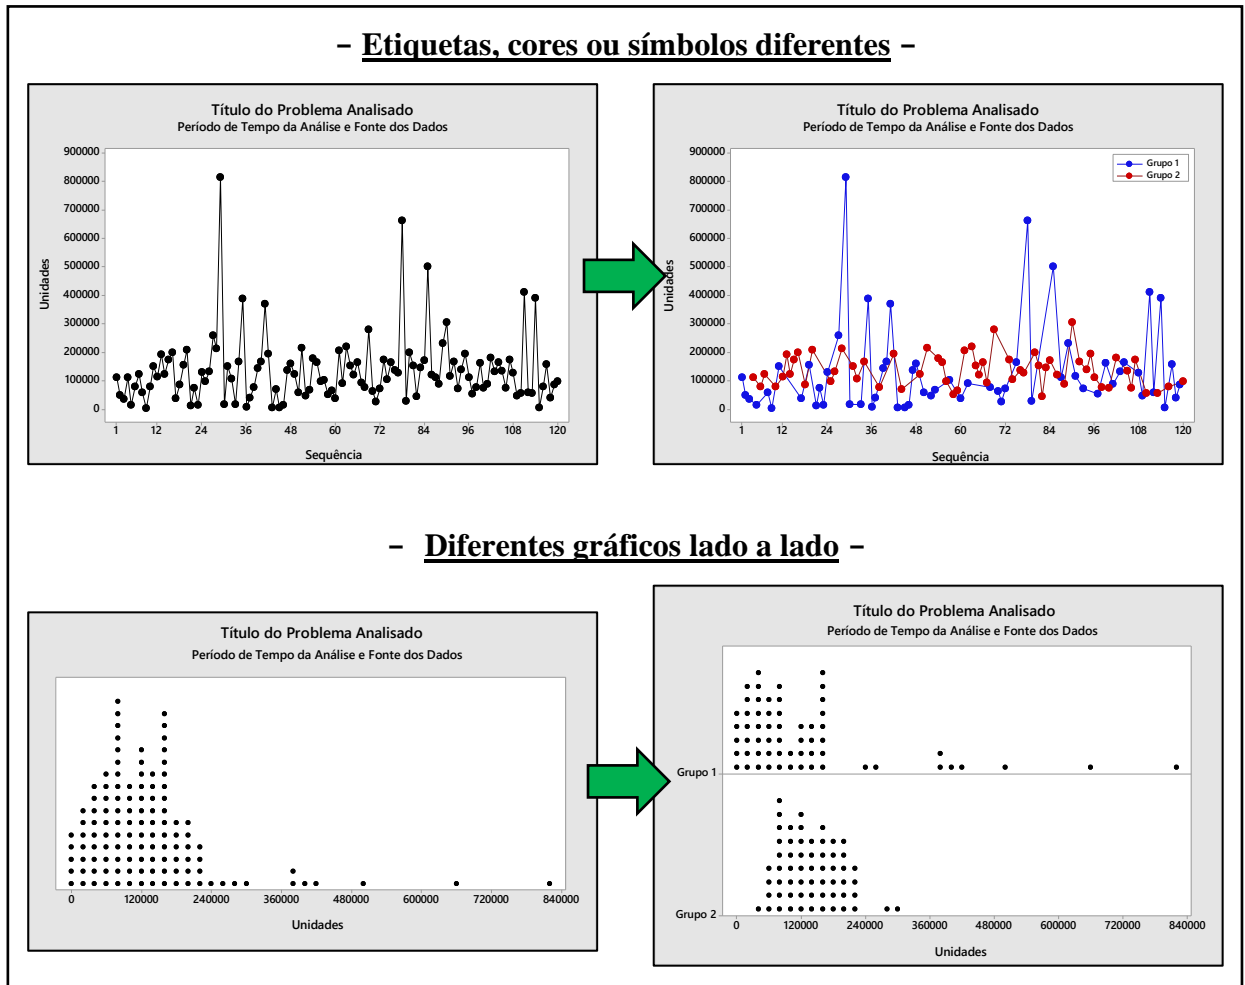 – Etiquetas, cores ou símbolos diferentes –
Título do Problema Analisado
Período de Tempo da Análise e Fonte dos Dados
900000
800000
700000
600000
500000
400000
300000
200000
100000
0
Unidades
1 12 24 36 48 60 72 84 96 108 120
Sequência
Título do Problema Analisado
Período de Tempo da Análise e Fonte dos Dados
Grupo 1
Grupo 2
900000
800000
700000
600000
500000
400000
300000
200000
100000
0
Unidades
1 12 24 36 48 60 72 84 96 108 120
Sequência
– Diferentes gráficos lado a lado –
Título do Problema Analisado
Período de Tempo da Análise e Fonte dos Dados
0 120000 240000 360000 480000 600000 720000 840000
Unidades
Título do Problema Analisado
Período de Tempo da Análise e Fonte dos Dados
Grupo 1
Grupo 2
0 120000 240000 360000 480000 600000 720000 840000
Unidades